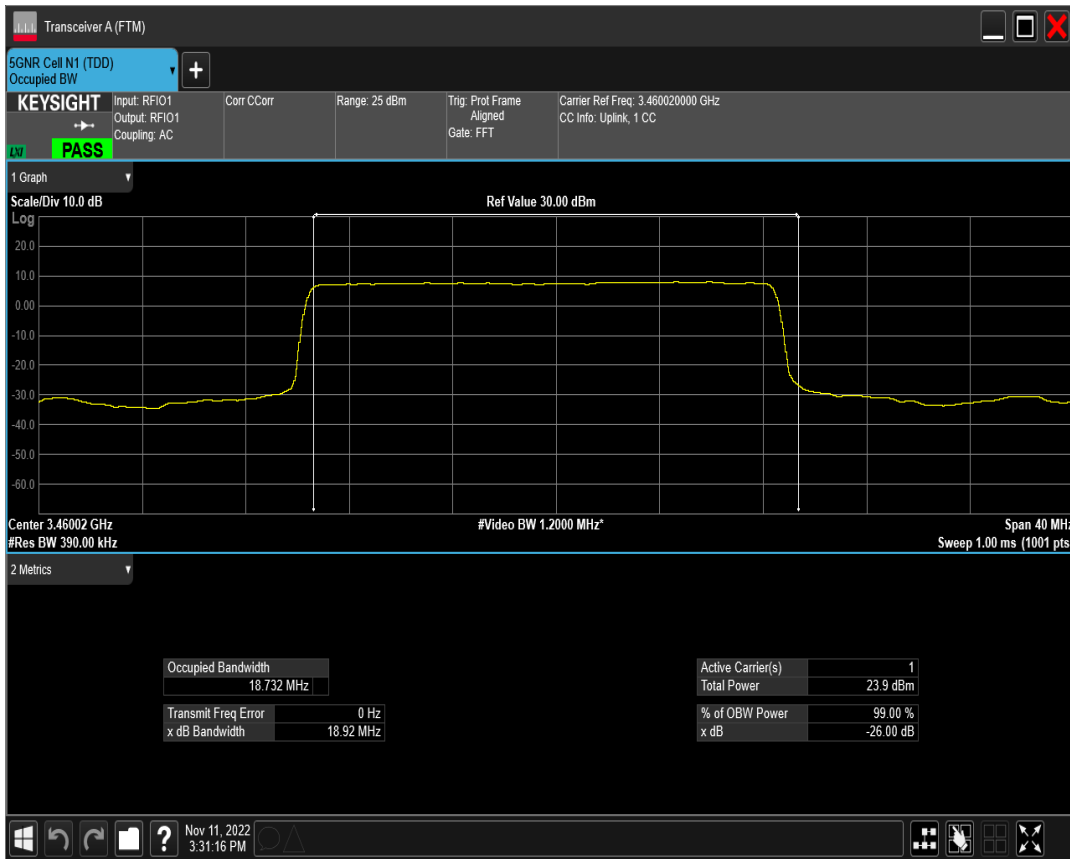 Transceiver A (FTM)
5GNR Cell N1 (TDD)
Occupied BW
+
KEYSIGHT
LXI
PASS
Input: RFIO1
Output: RFIO1
Coupling: AC
Corr CCorr
Range: 25 dBm
Trig: Prot Frame
Aligned
Gate: FFT
Carrier Ref Freq: 3.460020000 GHz
CC Info: Uplink, 1 CC
1 Graph
Scale/Div 10.0 dB
Ref Value 30.00 dBm
Log
20.0
10.0
0.00
-10.0
-20.0
-30.0
-40.0
-50.0
-60.0
Center 3.46002 GHz
#Video BW 1.2000 MHz*
Span 40 MHz
#Res BW 390.00 kHz
Sweep 1.00 ms (1001 pts
2 Metrics
Occupied Bandwidth
18.732 MHz
Transmit Freq Error 0 Hz
x dB Bandwidth 18.92 MHz
Active Carrier(s) 1
Total Power 23.9 dBm
% of OBW Power 99.00 %
x dB -26.00 dB
?
Nov 11, 2022
3:31:16 PM